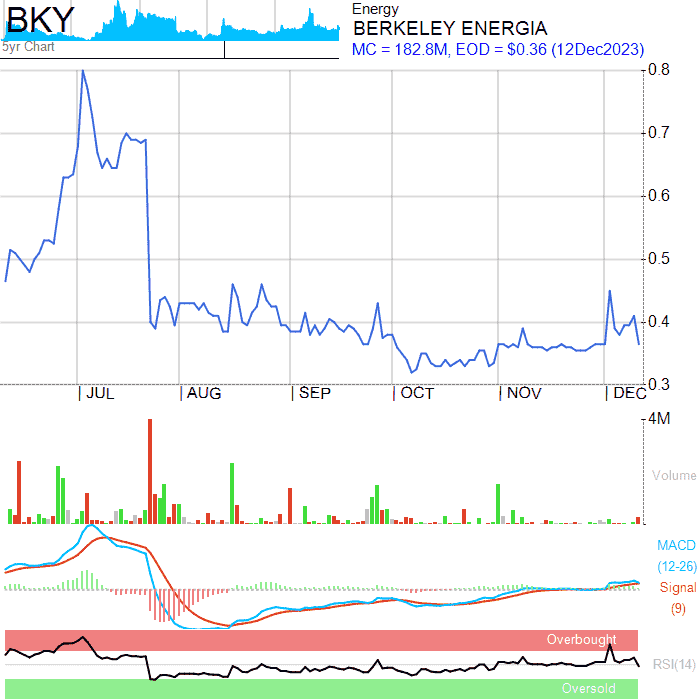 BKY
5yr Chart
Energy
BERKELEY ENERGIA
MC = 182.8M, EOD = $0.36 (12Dec2023)
0.8
0.7
0.6
0.5
0.4
0.3
JUL
AUG
SEP
OCT
NOV
DEC
4M
Volume
MACD
(12-26)
Signal
(9)
Overbought
RSI(14)
Oversold